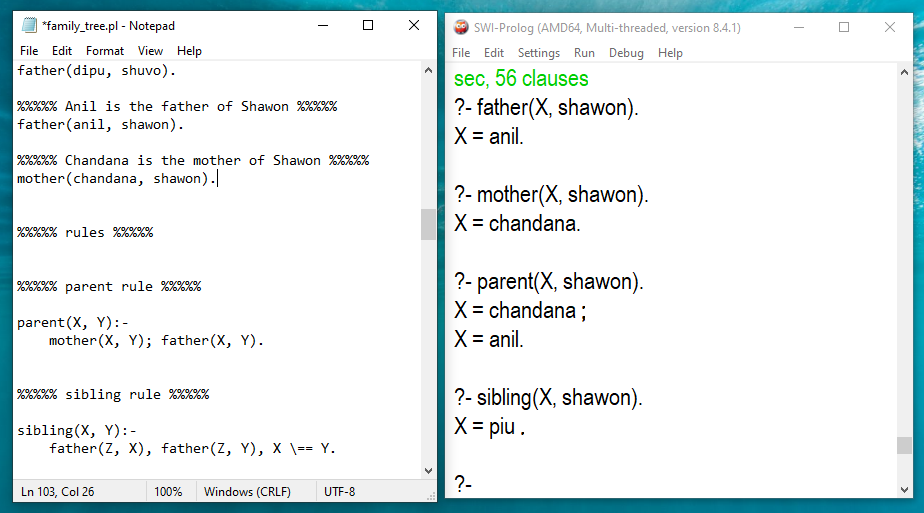 *family_tree.pl - Notepad
File Edit Format View Help
father(dipu, shuvo).
%%%%% Anil is the father of Shawon %%%%%
father(anil, shawon).
%%%%% Chandana is the mother of Shawon %%%%%
mother(chandana, shawon).
%%%%% rules %%%%%
%%%%% parent rule %%%%%
parent(X, Y):-
    mother(X, Y); father(X, Y).
%%%%% sibling rule %%%%%
sibling(X, Y):-
    father(Z, X), father(Z, Y), X \== Y.
Ln 103, Col 26 100% Windows (CRLF) UTF-8
SWI-Prolog (AMD64, Multi-threaded, version 8.4.1)
File Edit Settings Run Debug Help
sec, 56 clauses
?- father(X, shawon).
X = anil.
?- mother(X, shawon).
X = chandana.
?- parent(X, shawon).
X = chandana ;
X = anil.
?- sibling(X, shawon).
X = piu .
?-